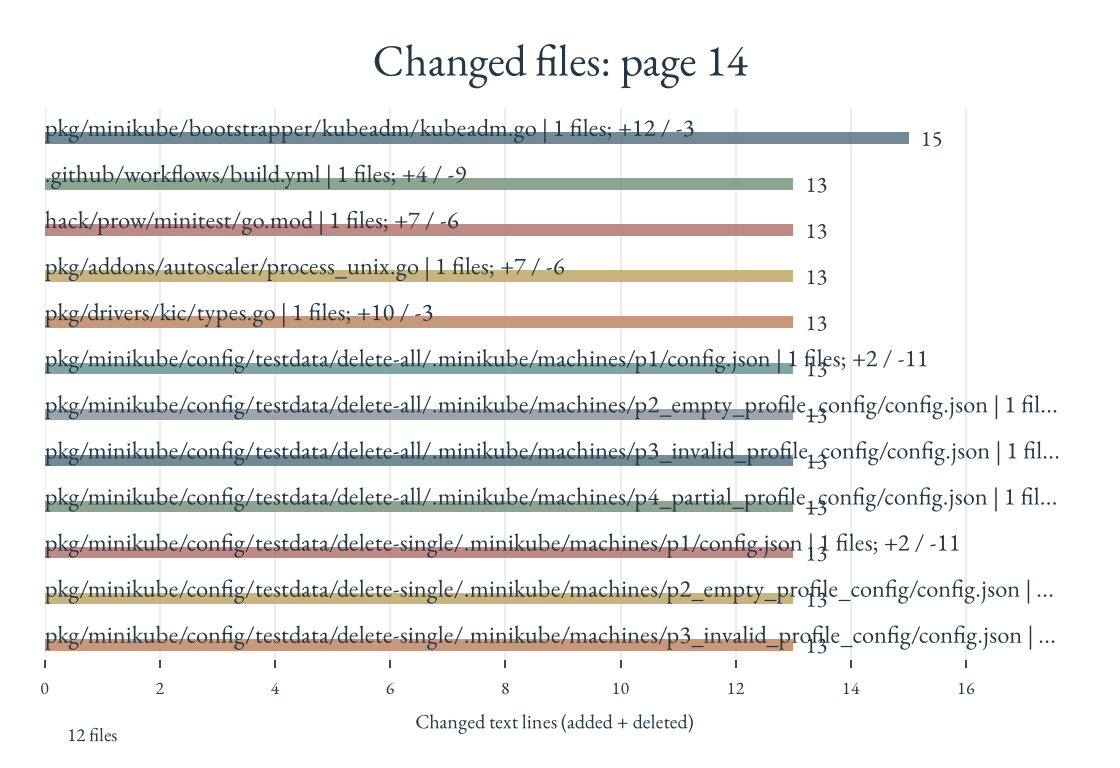 Changed files: page 14
pkg/minikube/bootstrapper/kubeadm/kubeadm.go | 1 files; +12 / -3
15
.github/workflows/build.yml | 1 files; +4 / -9
13
hack/prow/minitest/go.mod | 1 files; +7 / -6
13
pkg/addons/autoscaler/process_unix.go | 1 files; +7 / -6
13
pkg/drivers/kic/types.go | 1 files; +10 / -3
13
pkg/minikube/config/testdata/delete-all/.minikube/machines/p1/config.json | 1 files; +2 / -11
13
pkg/minikube/config/testdata/delete-all/.minikube/machines/p2_empty_profile_config/config.json | 1 fil...
13
pkg/minikube/config/testdata/delete-all/.minikube/machines/p3_invalid_profile_config/config.json | 1 fil...
13
pkg/minikube/config/testdata/delete-all/.minikube/machines/p4_partial_profile_config/config.json | 1 fil...
13
pkg/minikube/config/testdata/delete-single/.minikube/machines/p1/config.json | 1 files; +2 / -11
13
pkg/minikube/config/testdata/delete-single/.minikube/machines/p2_empty_profile_config/config.json | ...
13
pkg/minikube/config/testdata/delete-single/.minikube/machines/p3_invalid_profile_config/config.json | ...
13
0 2 4 6 8 10 12 14 16
Changed text lines (added + deleted)
12 files